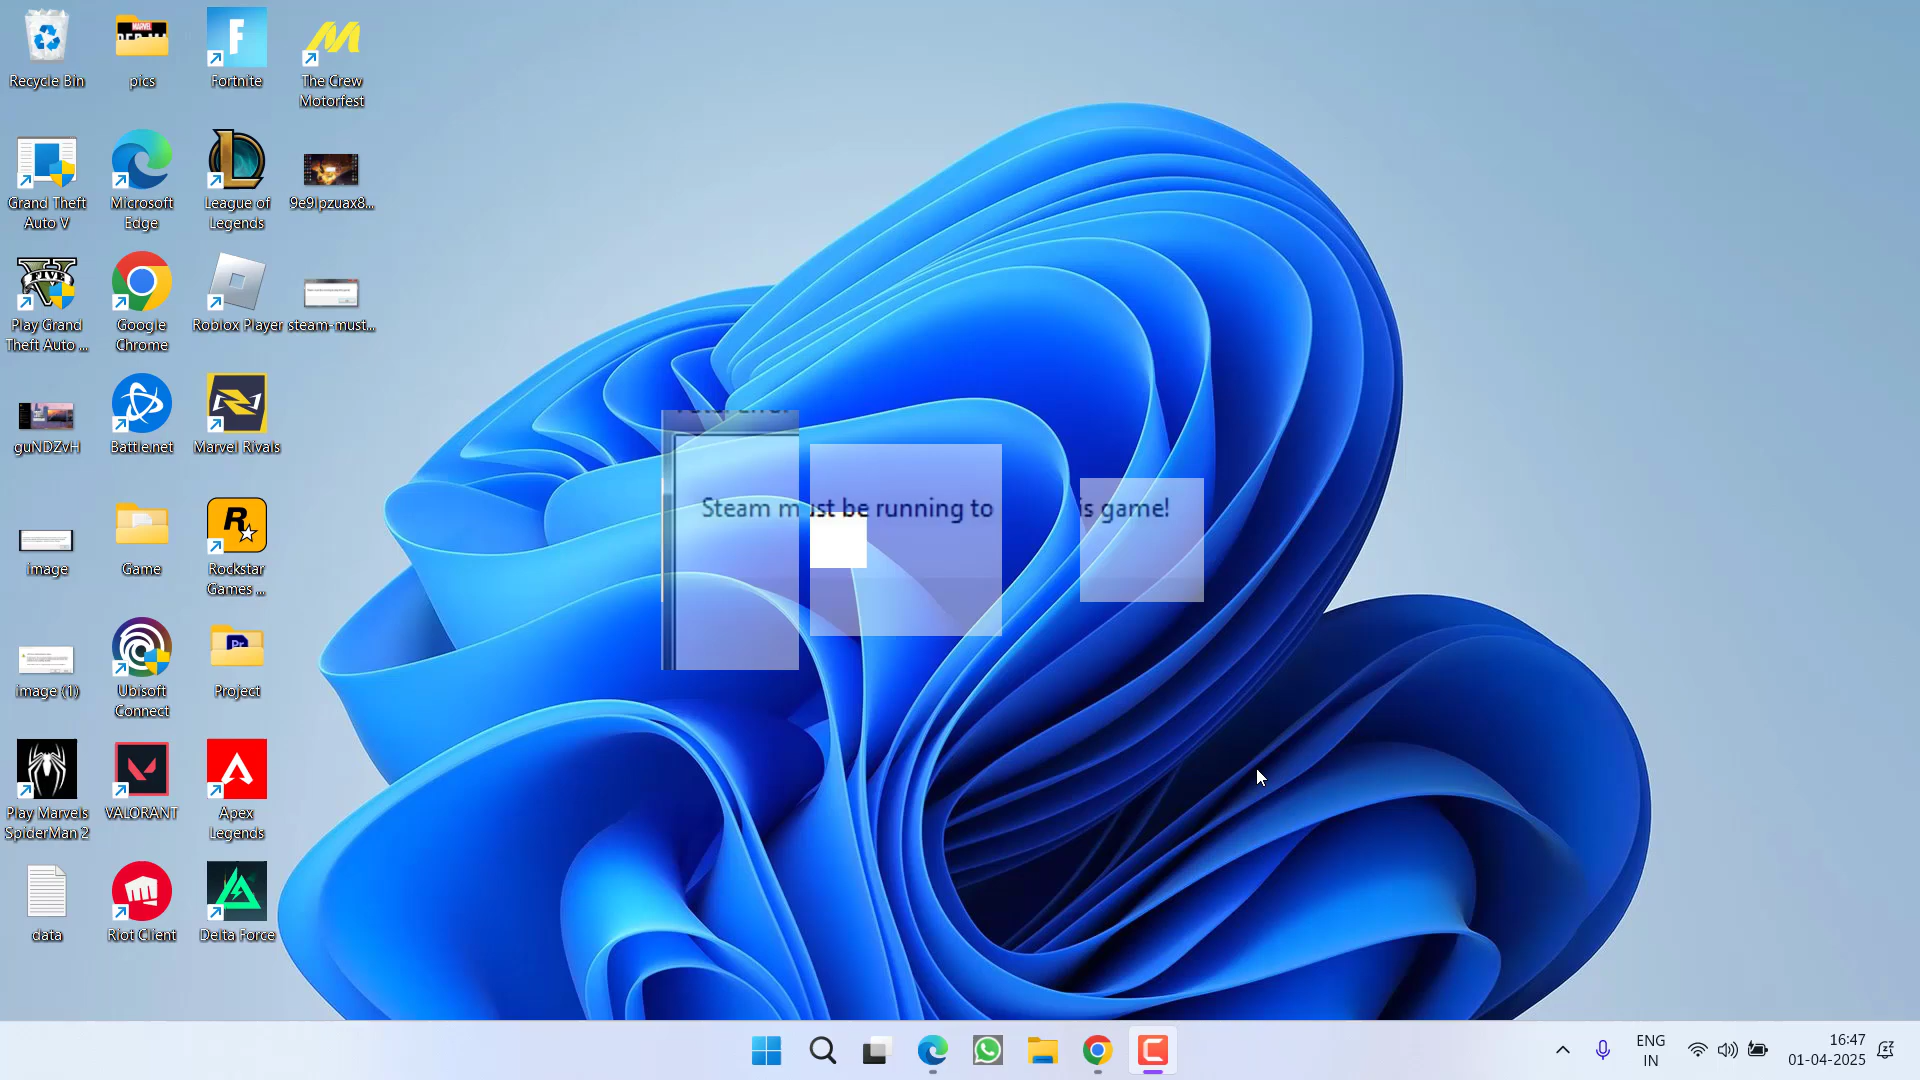 Recycle Bin
pics
Fortnite
The Crew
Motorfest
Grand Theft
Auto V
Microsoft
Edge
League of
Legends
9e9lpzuax8...
Play Grand
Theft Auto ...
Google
Chrome
Roblox Player
steam-must...
guNDZvH
Battle.net
Marvel Rivals
Steam must be running to
is game!
image
Game
Rockstar
Games ...
image (1)
Ubisoft
Connect
Project
Play Marvels
SpiderMan 2
VALORANT
Apex
Legends
data
Riot Client
Delta Force
ENG
IN
16:47
01-04-2025
MARVEL
FIVE
Pr